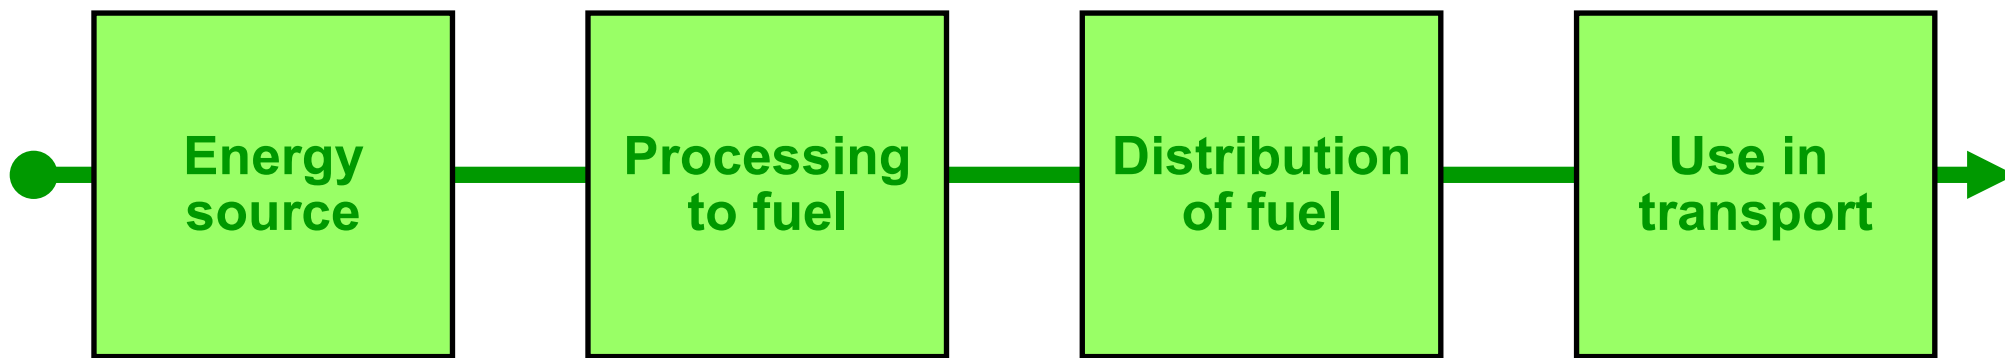 Energy
source
Processing
to fuel
Distribution
of fuel
Use in
transport